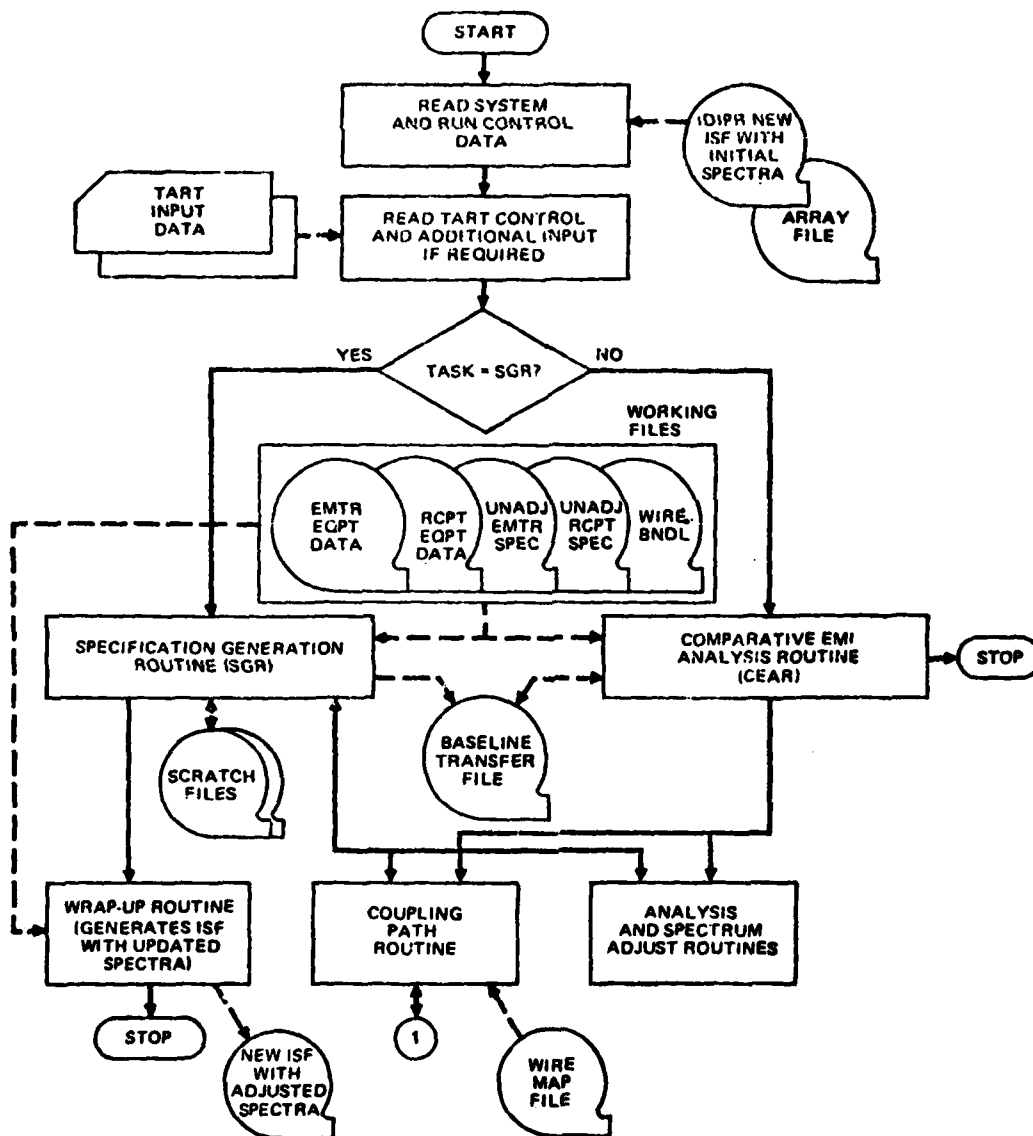 START
READ SYSTEM
AND RUN CONTROL
DATA
IDIPR NEW
ISF WITH
INITIAL
SPECTRA
ARRAY
FILE
TART
INPUT
DATA
READ TART CONTROL
AND ADDITIONAL INPUT
IF REQUIRED
YES
TASK = SGR?
NO
WORKING
FILES
EMTR
EQPT
DATA
RCPT
EQPT
DATA
UNADJ
EMTR
SPEC
UNADJ
RCPT
SPEC
WIRE
BNDL
SPECIFICATION GENERATION
ROUTINE (SGR)
COMPARATIVE EMI
ANALYSIS ROUTINE
(CEAR)
STOP
SCRATCH
FILES
BASELINE
TRANSFER
FILE
WRAP-UP ROUTINE
(GENERATES ISF
WITH UPDATED
SPECTRA)
COUPLING
PATH
ROUTINE
ANALYSIS
AND SPECTRUM
ADJUST ROUTINES
STOP
NEW ISF
WITH
ADJUSTED
SPECTRA
1
WIRE
MAP
FILE